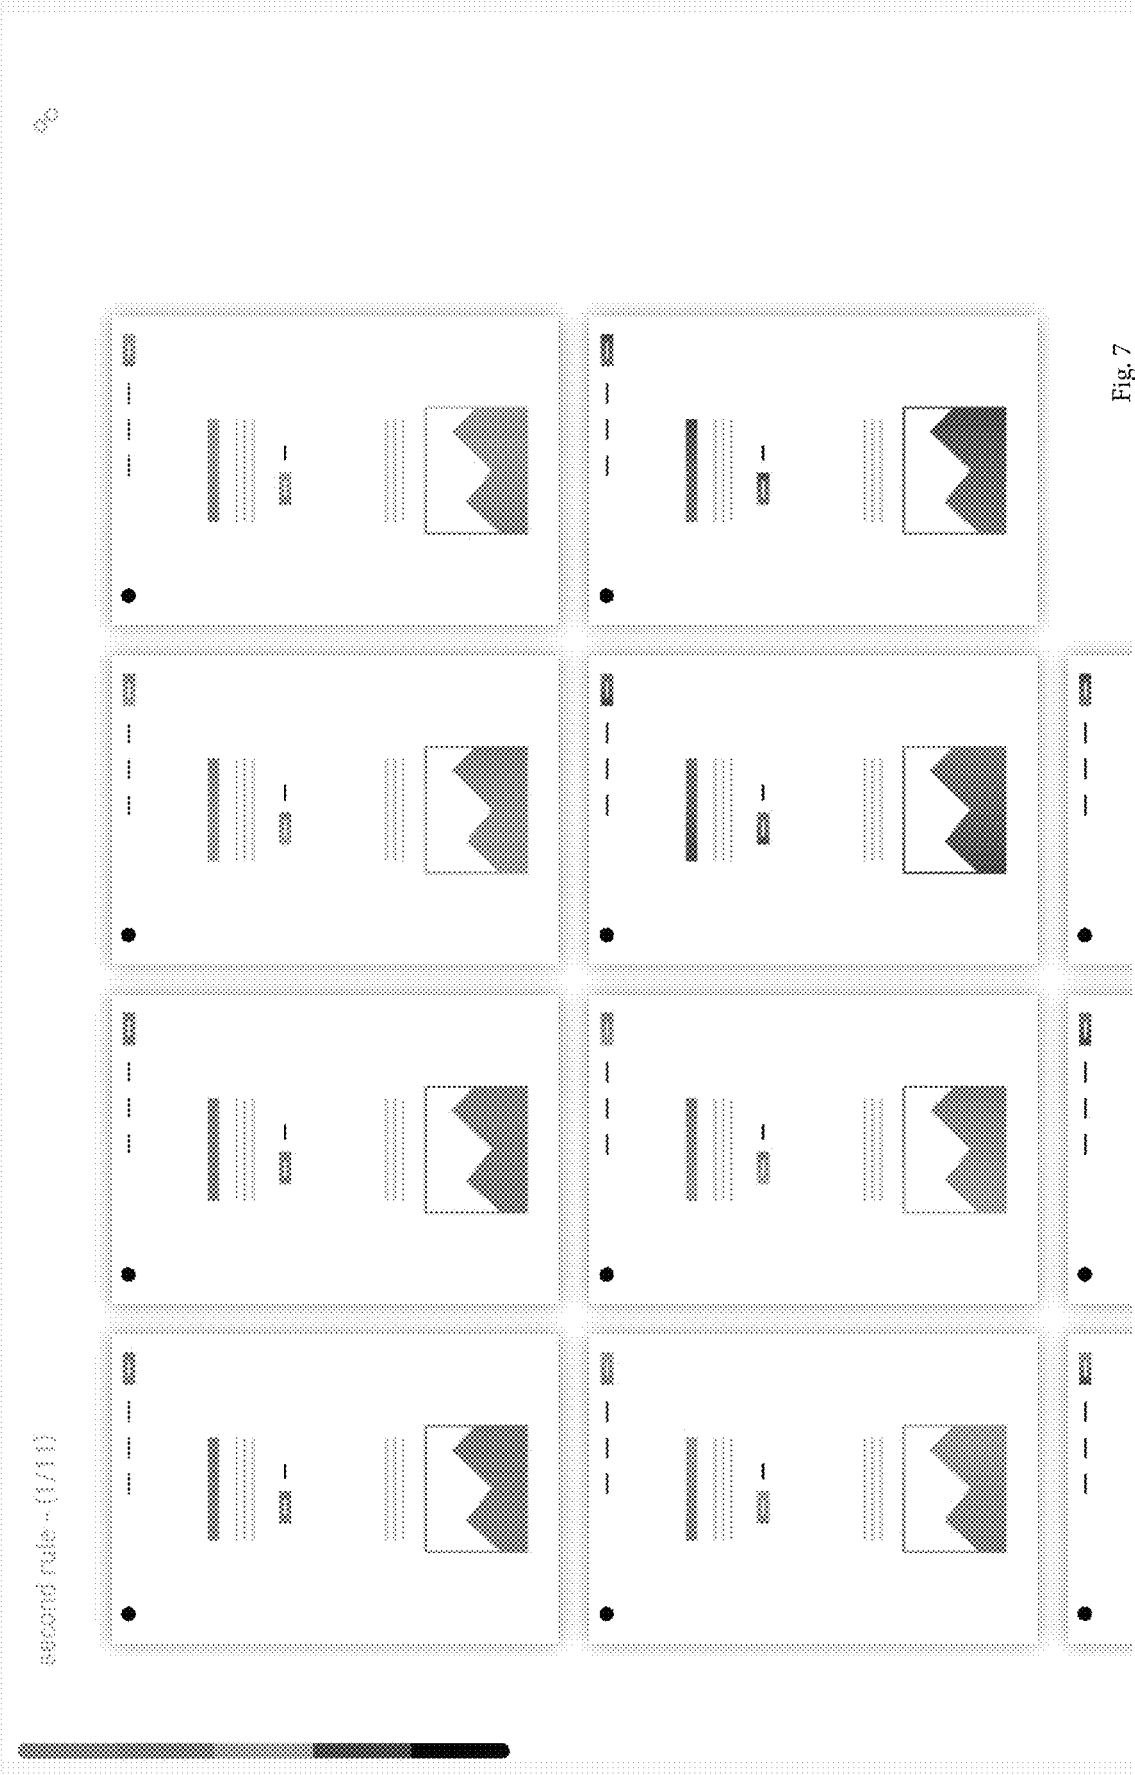 second rule - (1/11)
Fig. 7